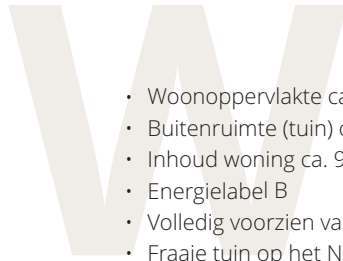 W
• Woonoppervlakte ca
• Buitenruimte (tuin)
• Inhoud woning ca. 9
• Energielabel B
• Volledig voorzien va
• Fraaie tuin op het N